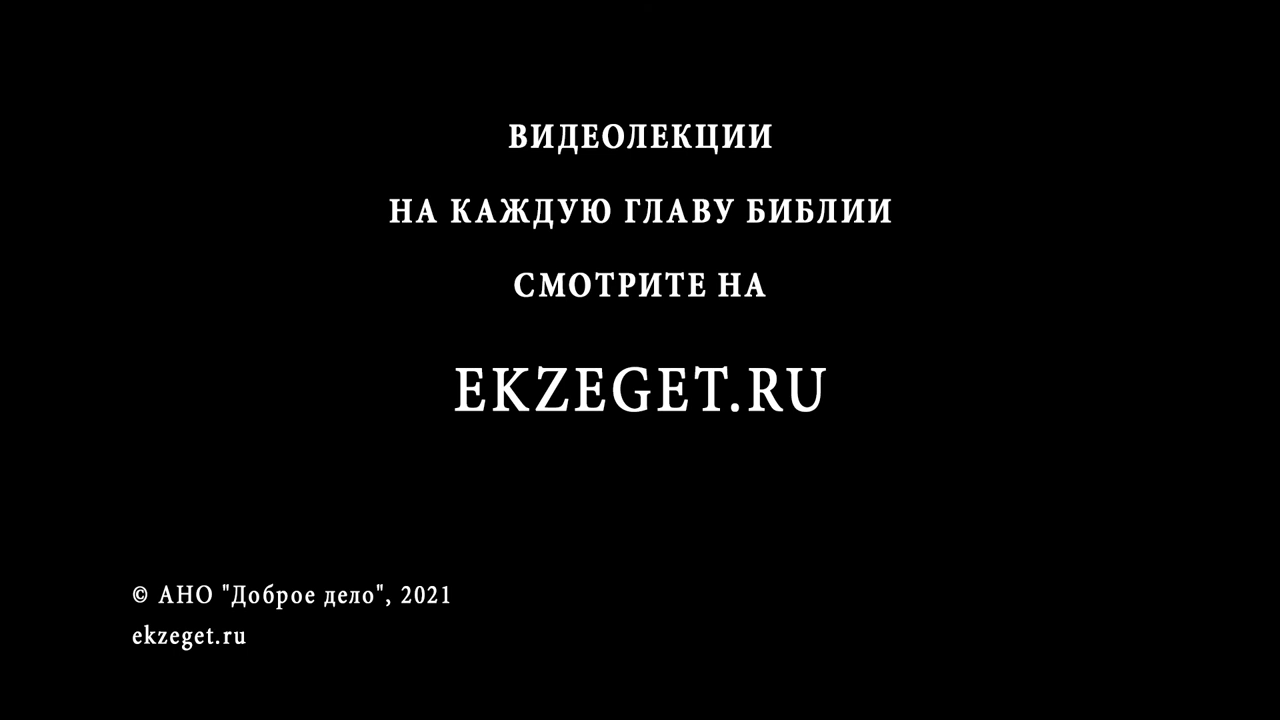 ВИДЕОЛЕКЦИИ
НА КАЖДУЮ ГЛАВУ БИБЛИИ
СМОТРИТЕ НА
EKZEGET.RU
© АНО "Доброе дело", 2021
ekzeget.ru